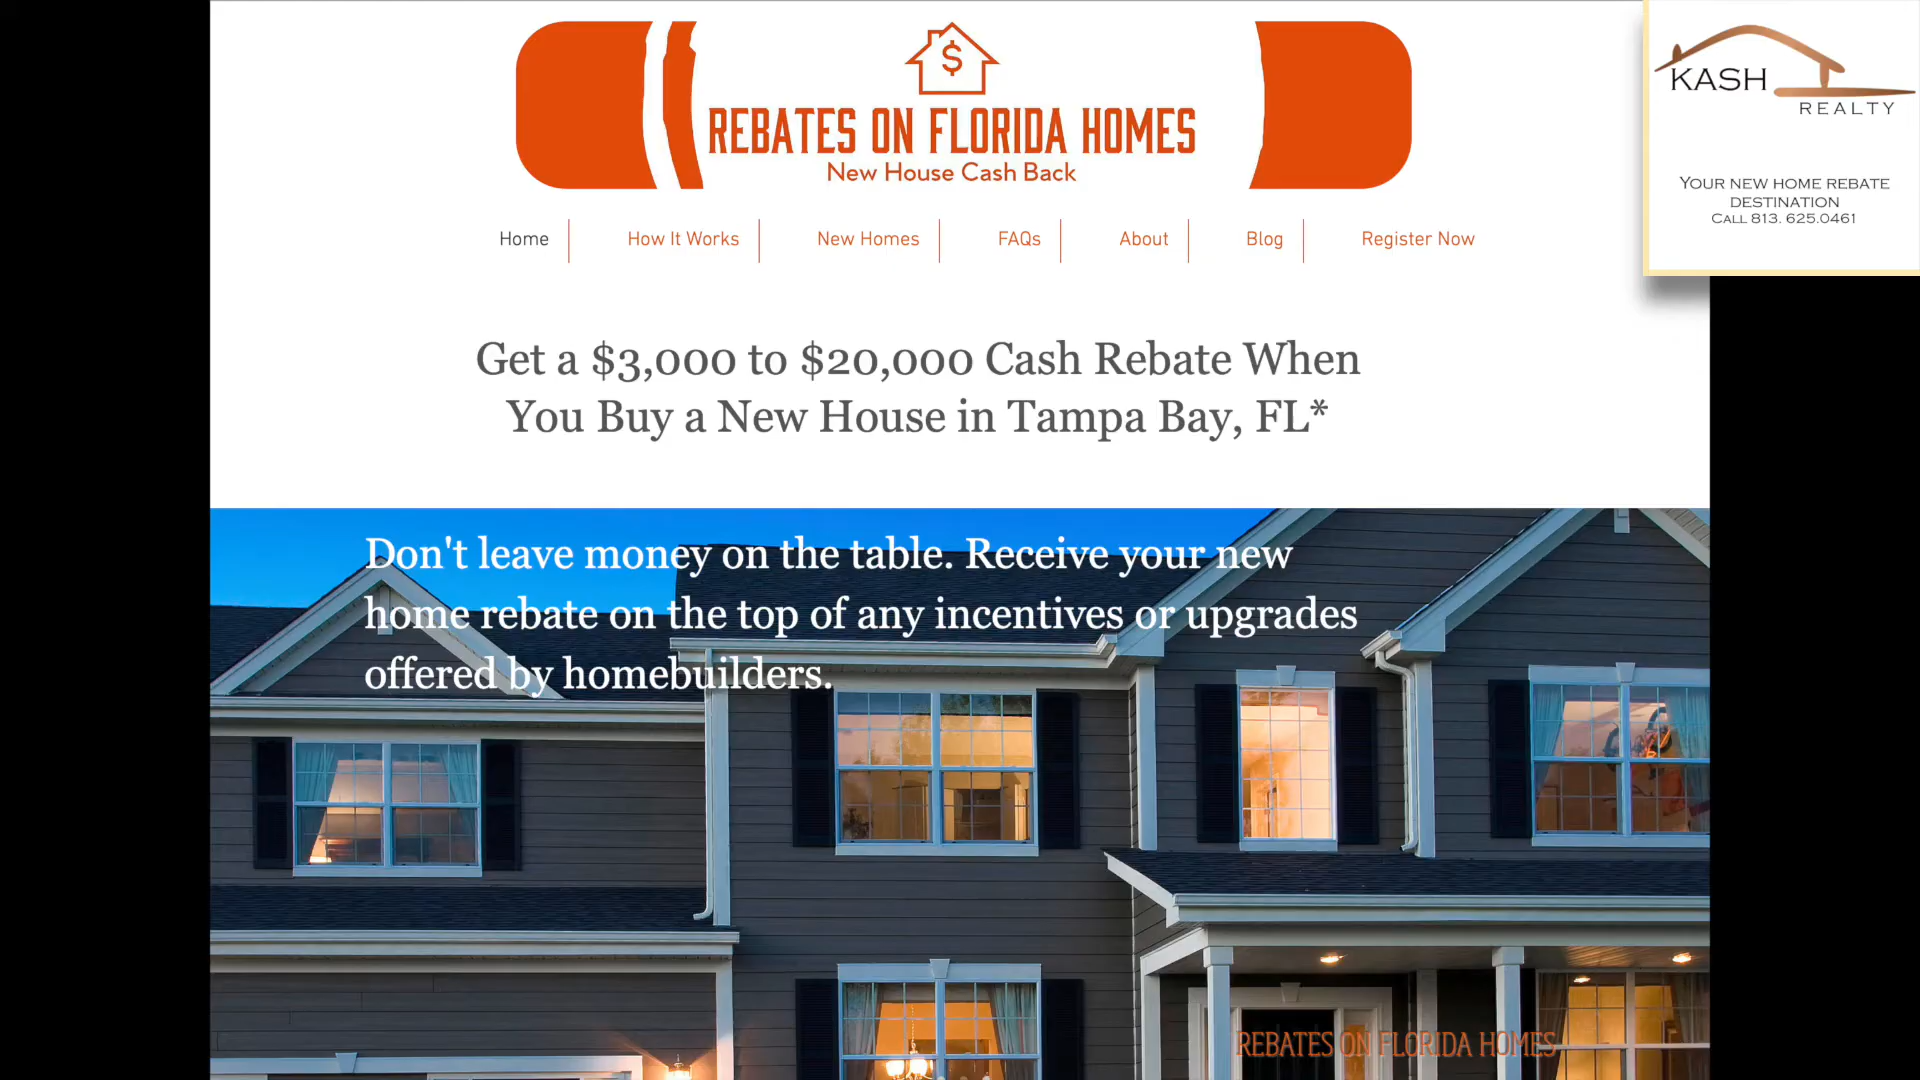 $
REBATES ON FLORIDA HOMES
New House Cash Back
KASH
REALTY
YOUR NEW HOME REBATE
DESTINATION
CALL 813. 625.0461
Home
How It Works
New Homes
FAQs
About
Blog
Register Now
Get a $3,000 to $20,000 Cash Rebate When
You Buy a New House in Tampa Bay, FL*
Don't leave money on the table. Receive your new
home rebate on the top of any incentives or upgrades
offered by homebuilders.
REBATES ON FLORIDA HOMES